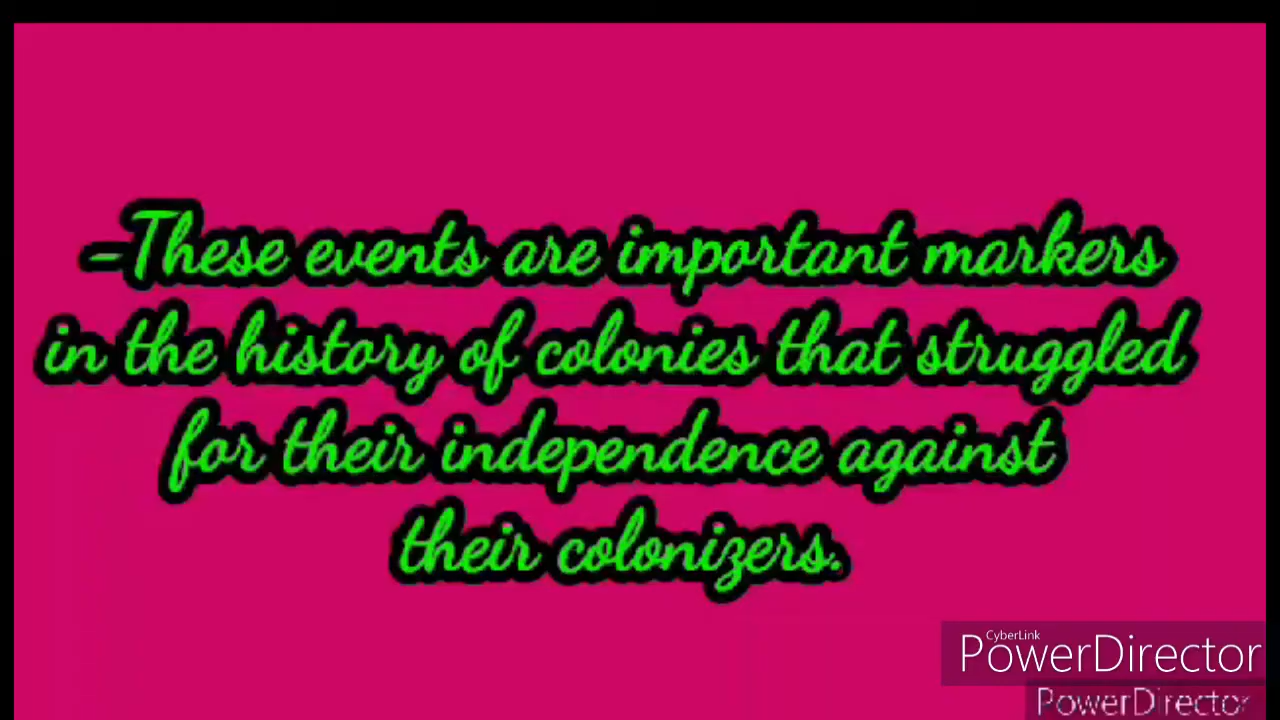 -These events are important markers
in the history of colonies that struggled
for their independence against
their colonizers.
CyberLink
PowerDirector
PowerDirector